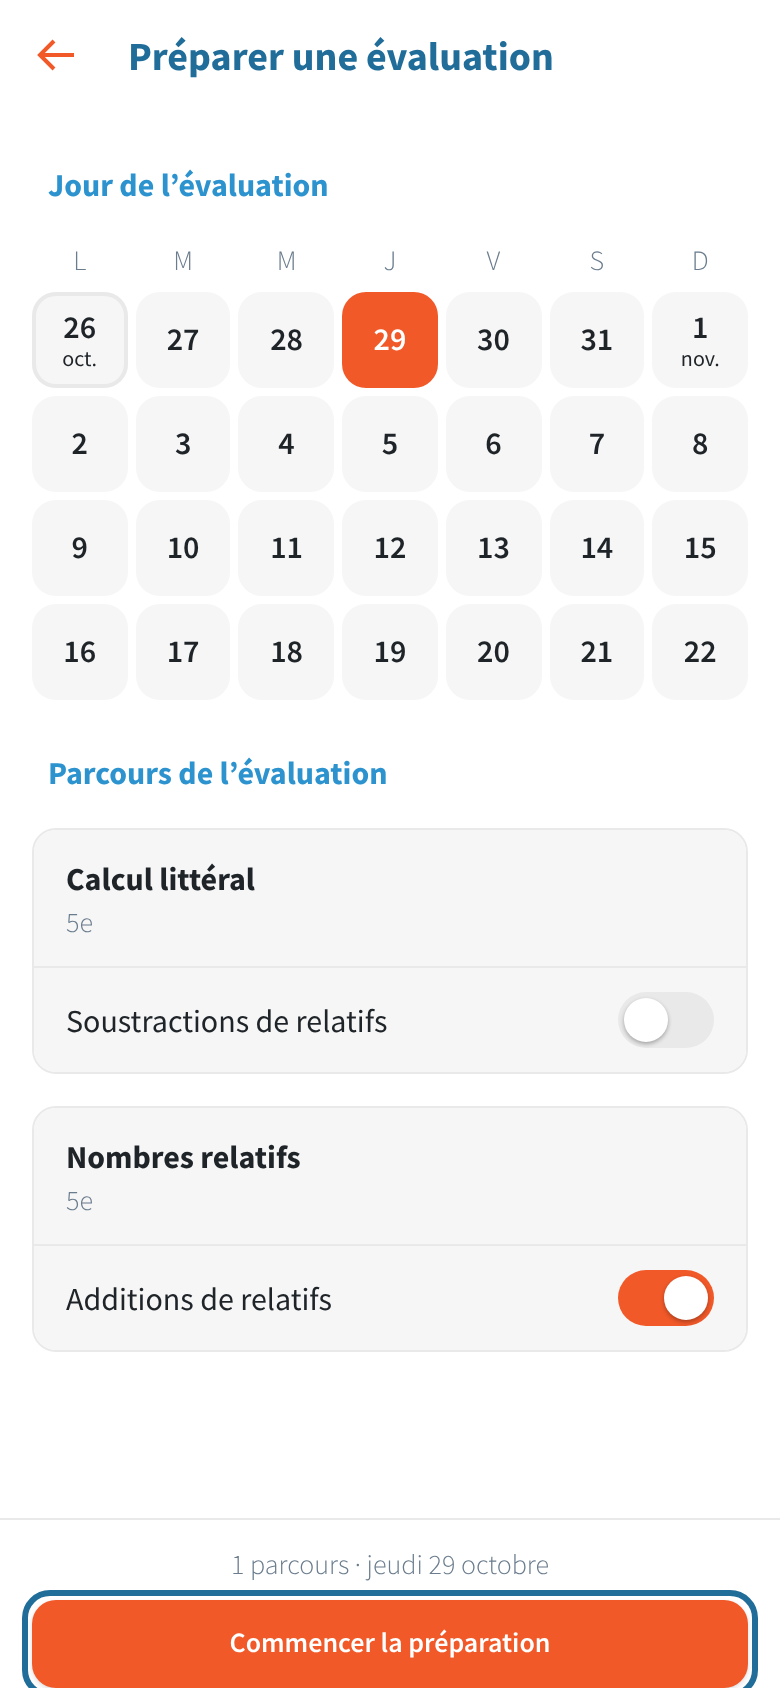 Préparer une évaluation
Jour de l’évaluation
L M M J V S D
26 oct. 27 28 29 30 31 1 nov.
2 3 4 5 6 7 8
9 10 11 12 13 14 15
16 17 18 19 20 21 22
Parcours de l’évaluation
Calcul littéral
5e
Soustractions de relatifs
Nombres relatifs
5e
Additions de relatifs
1 parcours · jeudi 29 octobre
Commencer la préparation